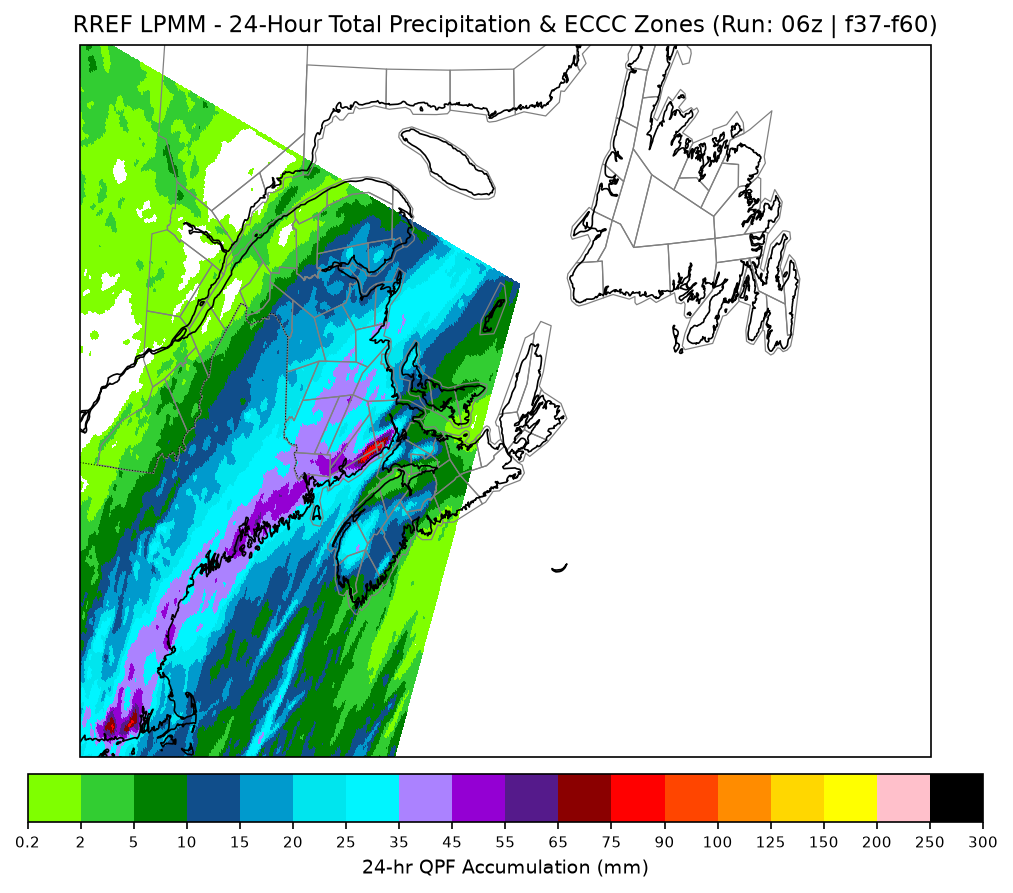 RREF LPMM - 24-Hour Total Precipitation & ECCC Zones (Run: 06z | f37-f60)
0.2 2 5 10 15 20 25 35 45 55 65 75 90 100 125 150 200 250 300
24-hr QPF Accumulation (mm)